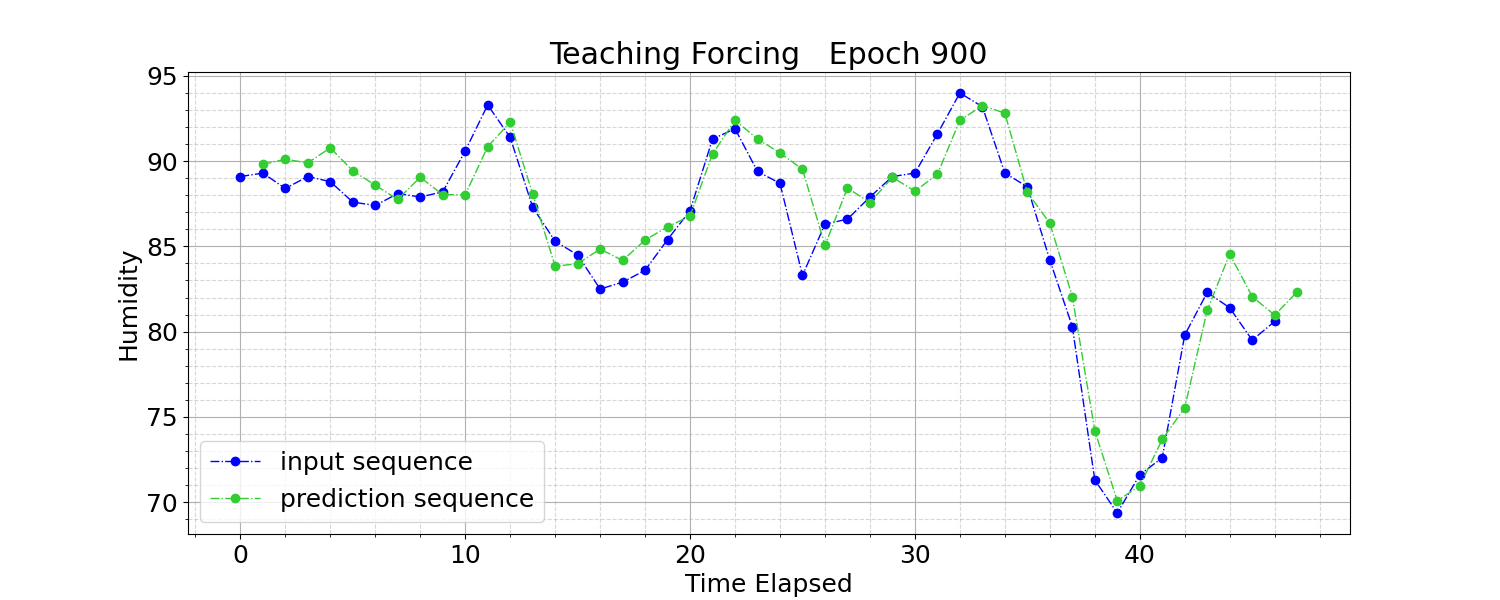 Teaching Forcing   Epoch 900
95
90
85
80
75
70
Humidity
input sequence
prediction sequence
0 10 20 30 40
Time Elapsed